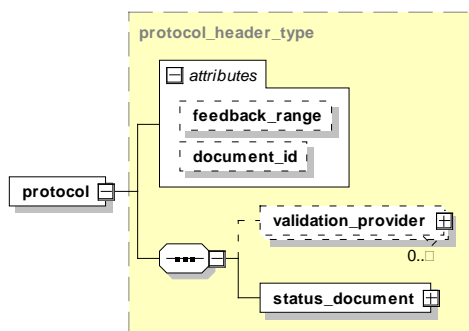 protocol_header_type
attributes
feedback_range
document_id
protocol
validation_provider
0..□
status_document